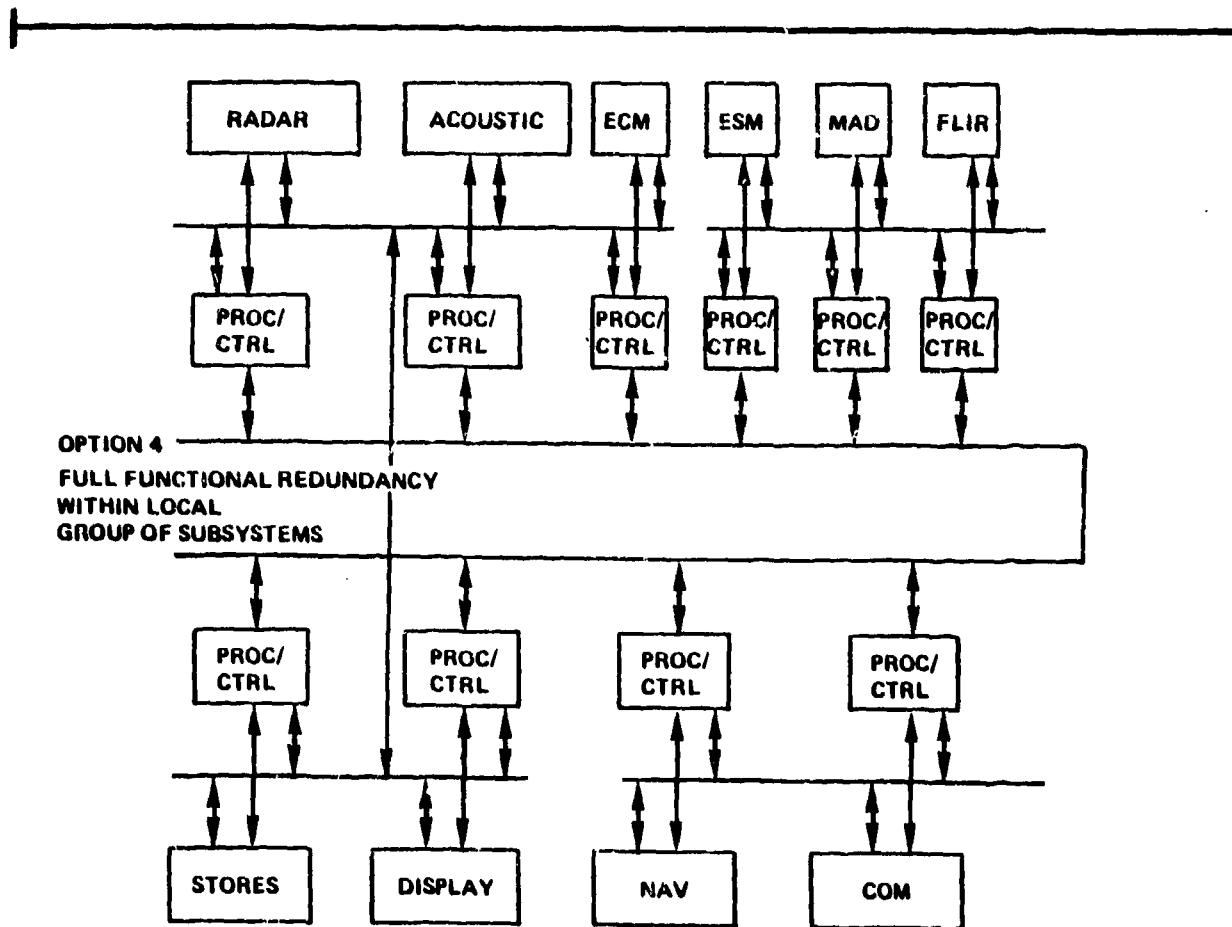 RADAR
ACOUSTIC
ECM
ESM
MAD
FLIR
PROC/
CTRL
PROC/
CTRL
PROC/
CTRL
PROC/
CTRL
PROC/
CTRL
PROC/
CTRL
OPTION 4
FULL FUNCTIONAL REDUNDANCY
WITHIN LOCAL
GROUP OF SUBSYSTEMS
PROC/
CTRL
PROC/
CTRL
PROC/
CTRL
PROC/
CTRL
STORES
DISPLAY
NAV
COM